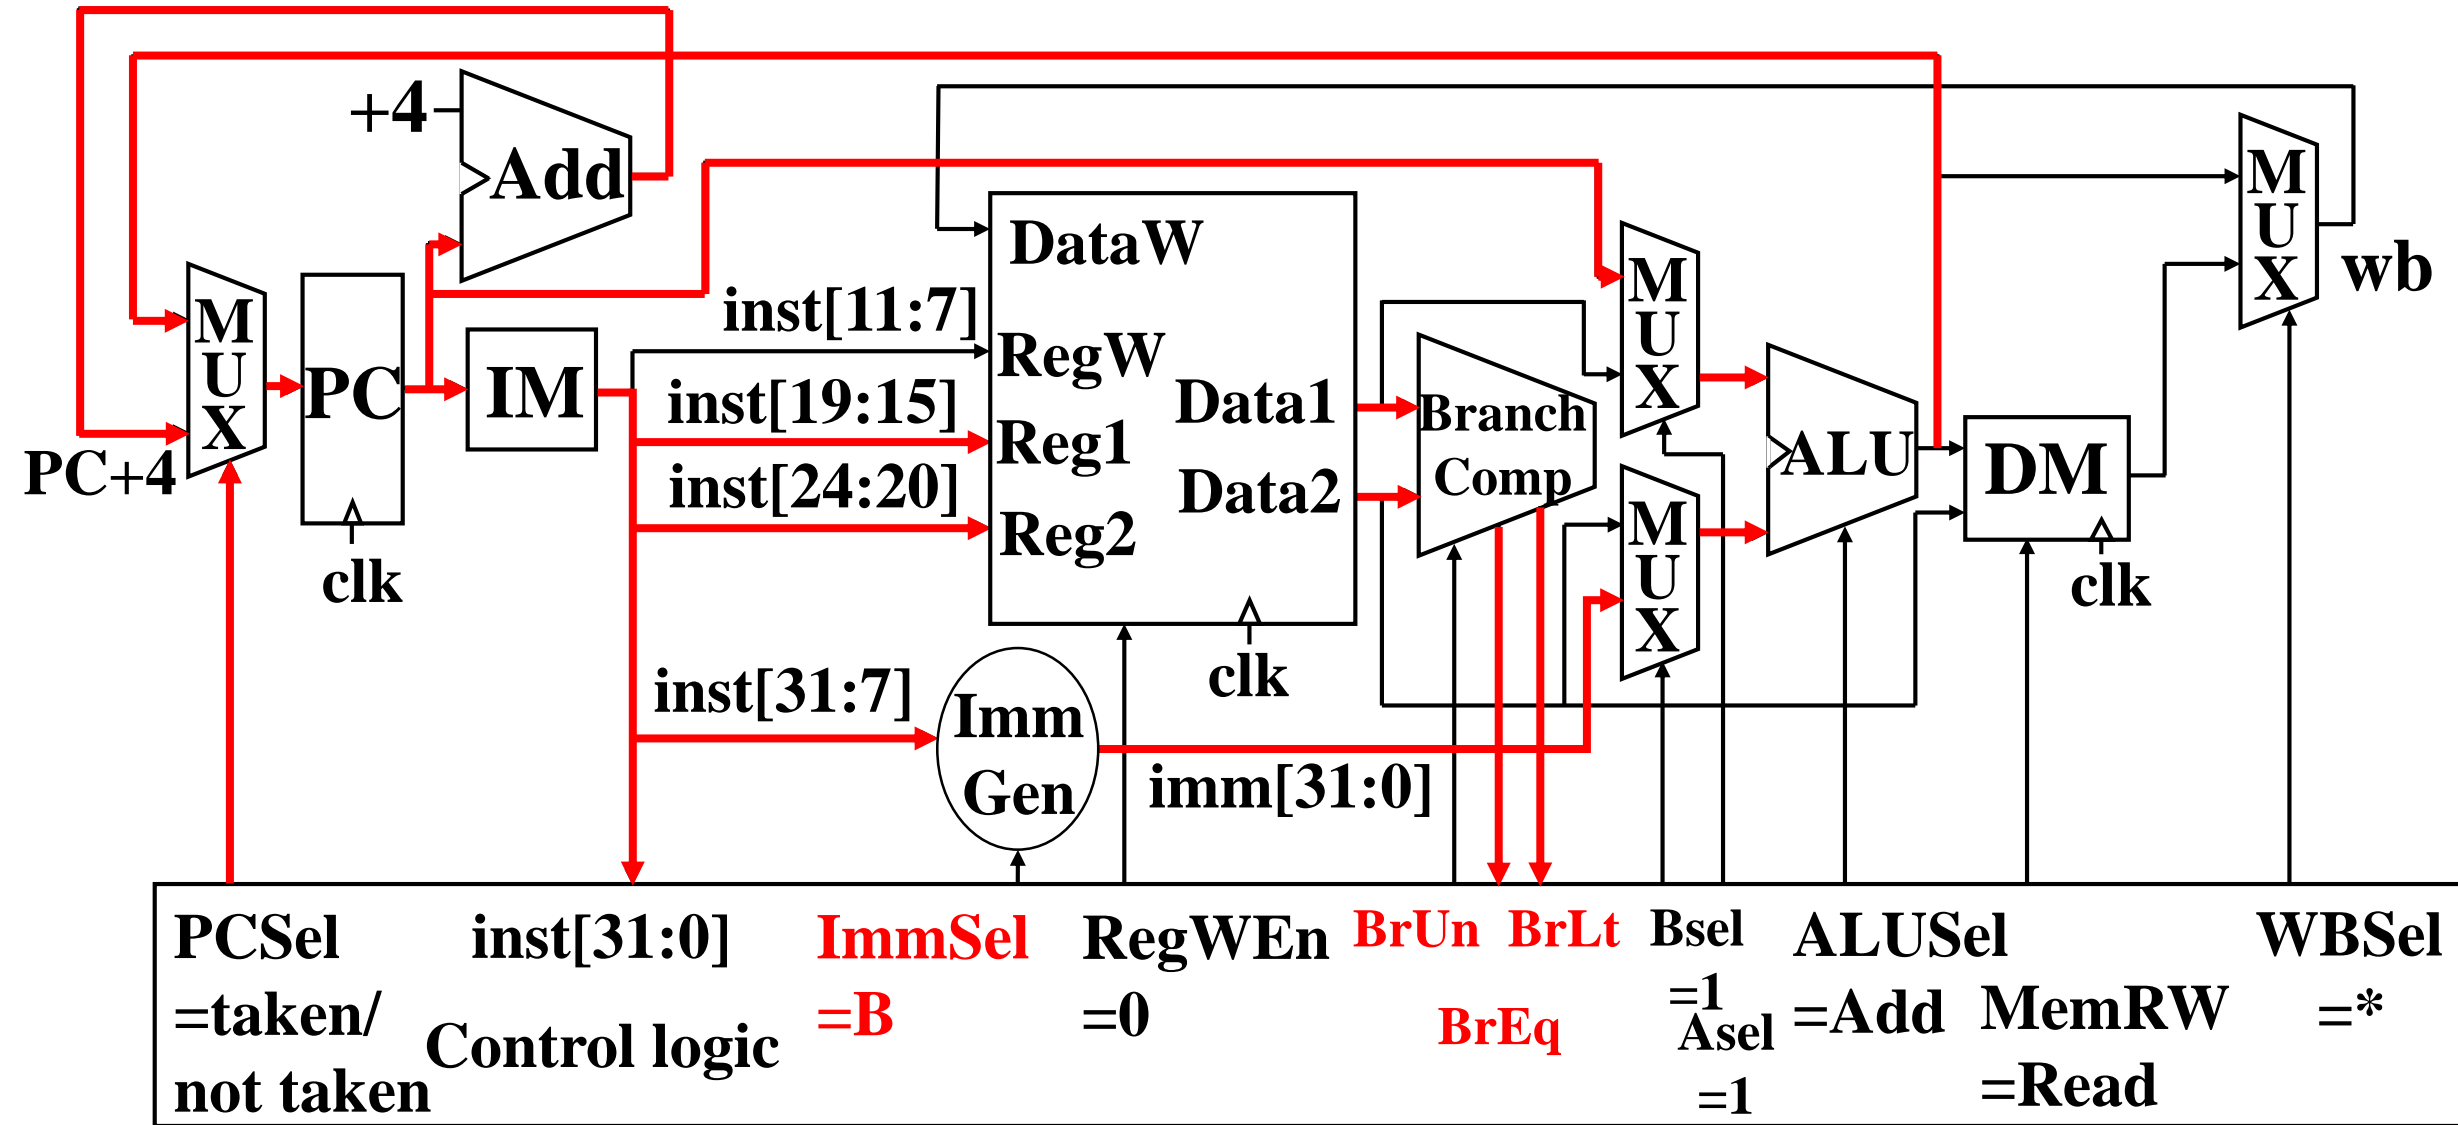 +4
Add
M
U
X
wb
DataW
inst[11:7]
RegW
M
U
X
M
U
X
PC
IM
inst[19:15]
Reg1
Data1
Branch
Comp
ALU
DM
PC+4
inst[24:20]
Reg2
Data2
M
U
X
clk
clk
clk
inst[31:7]
Imm
Gen
imm[31:0]
PCSel
=taken/
not taken
inst[31:0]
Control logic
ImmSel
=B
RegWEn
=0
BrUn
BrLt
BrEq
Bsel
=1
Asel
=1
ALUSel
=Add
MemRW
=Read
WBSel
=*